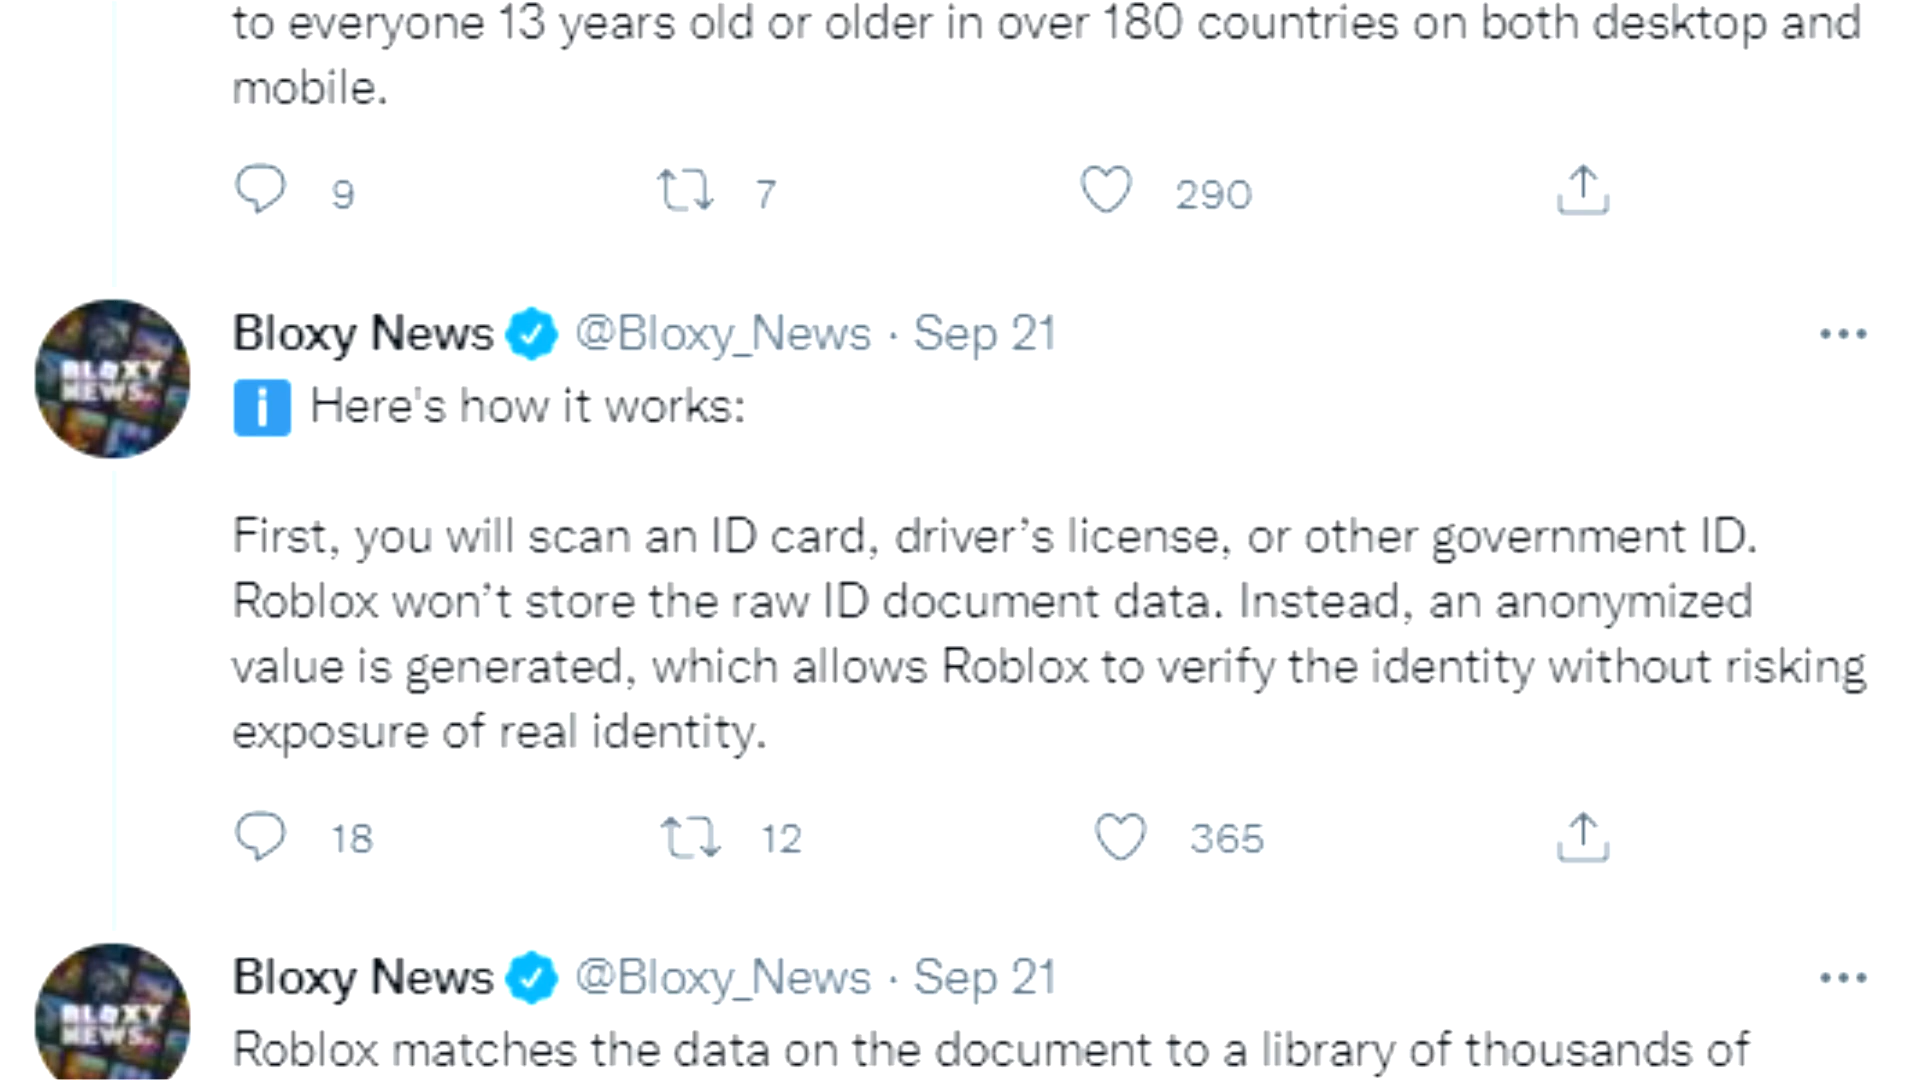 to everyone 13 years old or older in over 180 countries on both desktop and
mobile.
9 7 290
BLOXY
NEWS.
Bloxy News @Bloxy_News · Sep 21
i Here's how it works:
First, you will scan an ID card, driver’s license, or other government ID.
Roblox won’t store the raw ID document data. Instead, an anonymized
value is generated, which allows Roblox to verify the identity without risking
exposure of real identity.
18 12 365
BLOXY
NEWS.
Bloxy News @Bloxy_News · Sep 21
Roblox matches the data on the document to a library of thousands of